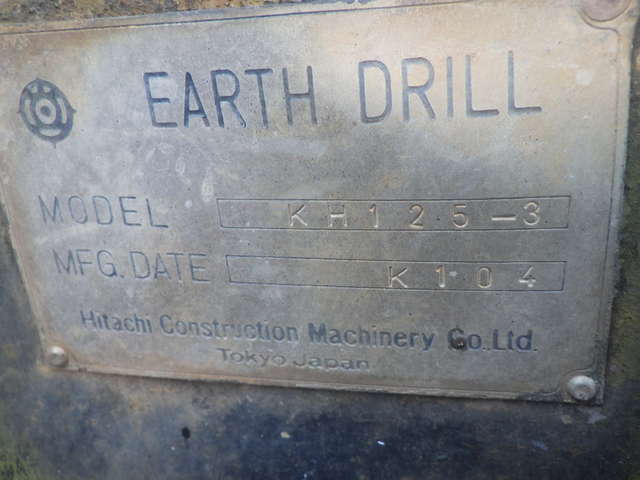 EARTH DRILL
MODEL KH125-3
MFG. DATE K104
Hitachi Construction Machinery Co.,Ltd.
Tokyo Japan